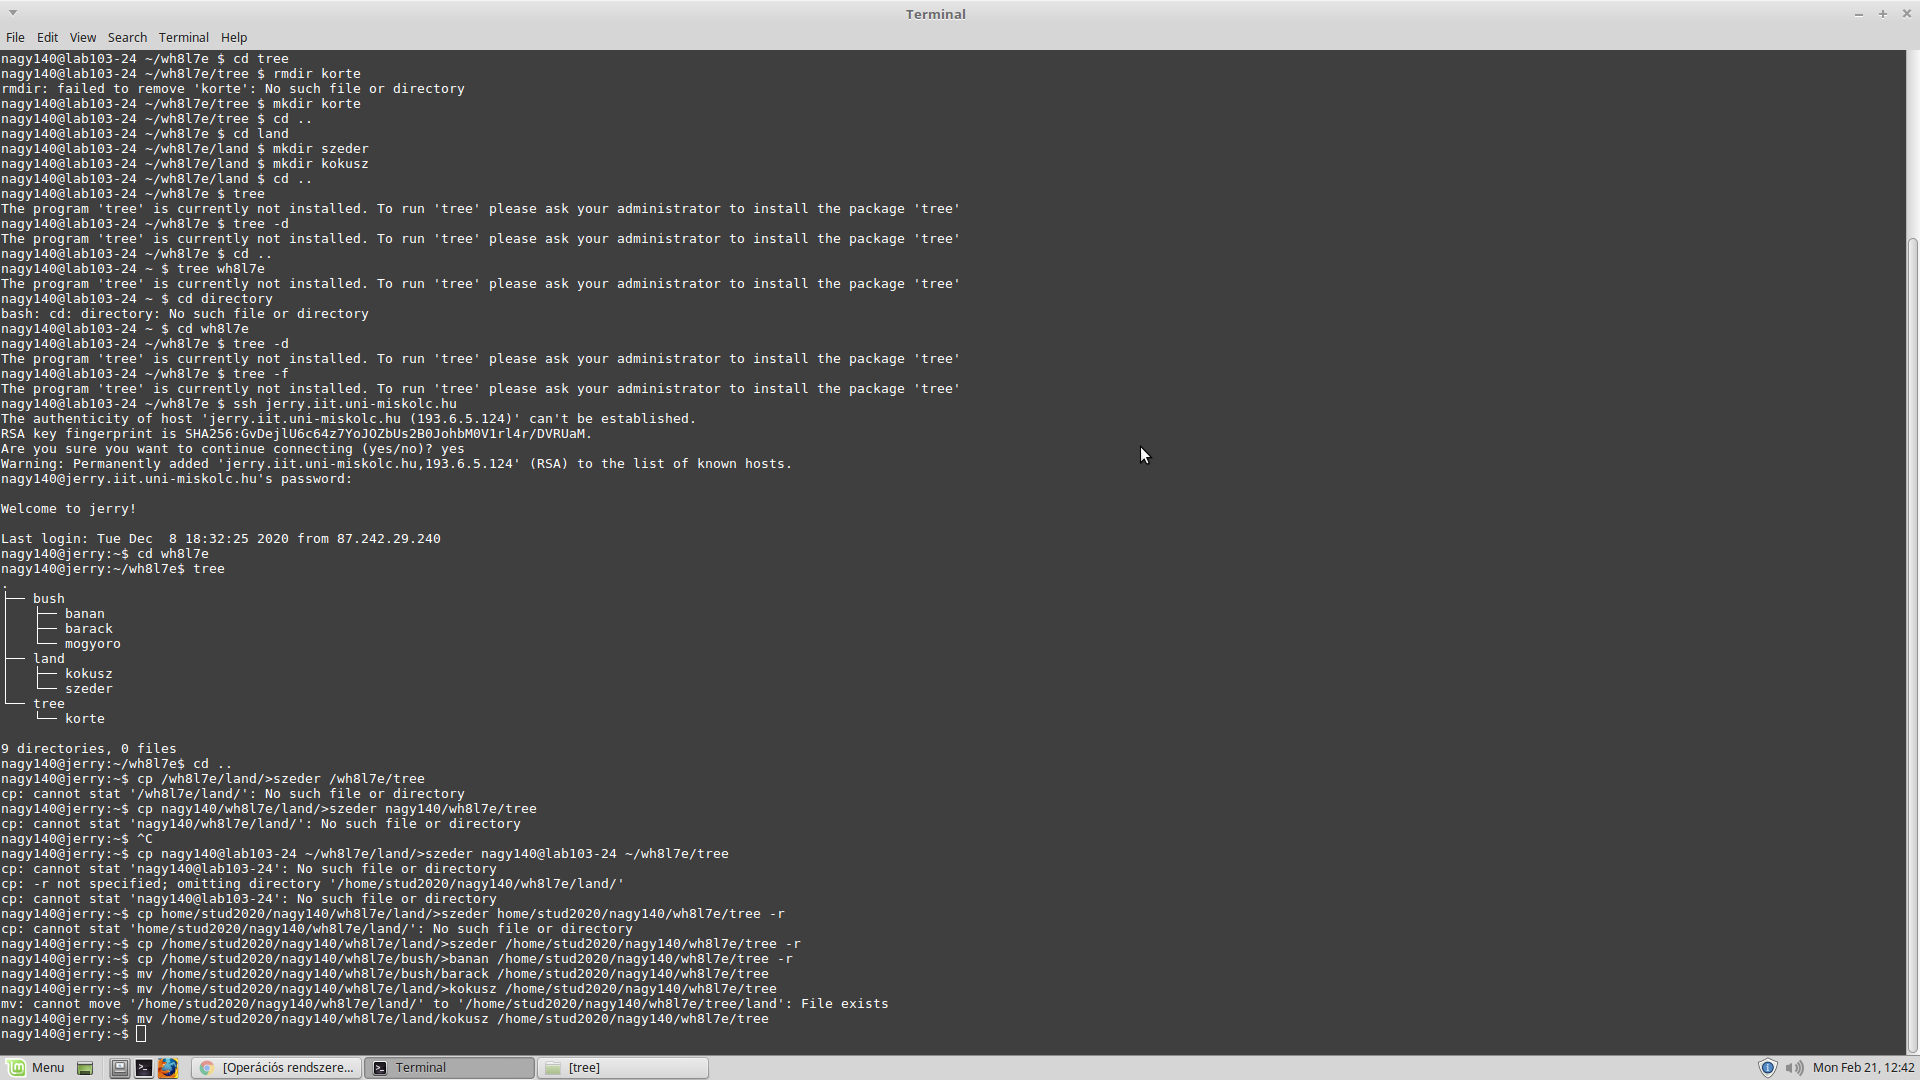 Terminal
File Edit View Search Terminal Help
nagy140@lab103-24 ~/wh8l7e $ cd tree
nagy140@lab103-24 ~/wh8l7e/tree $ rmdir korte
rmdir: failed to remove 'korte': No such file or directory
nagy140@lab103-24 ~/wh8l7e/tree $ mkdir korte
nagy140@lab103-24 ~/wh8l7e/tree $ cd ..
nagy140@lab103-24 ~/wh8l7e $ cd land
nagy140@lab103-24 ~/wh8l7e/land $ mkdir szeder
nagy140@lab103-24 ~/wh8l7e/land $ mkdir kokusz
nagy140@lab103-24 ~/wh8l7e/land $ cd ..
nagy140@lab103-24 ~/wh8l7e $ tree
The program 'tree' is currently not installed. To run 'tree' please ask your administrator to install the package 'tree'
nagy140@lab103-24 ~/wh8l7e $ tree -d
The program 'tree' is currently not installed. To run 'tree' please ask your administrator to install the package 'tree'
nagy140@lab103-24 ~/wh8l7e $ cd ..
nagy140@lab103-24 ~ $ tree wh8l7e
The program 'tree' is currently not installed. To run 'tree' please ask your administrator to install the package 'tree'
nagy140@lab103-24 ~ $ cd directory
bash: cd: directory: No such file or directory
nagy140@lab103-24 ~ $ cd wh8l7e
nagy140@lab103-24 ~/wh8l7e $ tree -d
The program 'tree' is currently not installed. To run 'tree' please ask your administrator to install the package 'tree'
nagy140@lab103-24 ~/wh8l7e $ tree -f
The program 'tree' is currently not installed. To run 'tree' please ask your administrator to install the package 'tree'
nagy140@lab103-24 ~/wh8l7e $ ssh jerry.iit.uni-miskolc.hu
The authenticity of host 'jerry.iit.uni-miskolc.hu (193.6.5.124)' can't be established.
RSA key fingerprint is SHA256:GvDejlU6c64z7YoJOZbUs2B0JohbM0V1rl4r/DVRUaM.
Are you sure you want to continue connecting (yes/no)? yes
Warning: Permanently added 'jerry.iit.uni-miskolc.hu,193.6.5.124' (RSA) to the list of known hosts.
nagy140@jerry.iit.uni-miskolc.hu's password:
Welcome to jerry!
Last login: Tue Dec  8 18:32:25 2020 from 87.242.29.240
nagy140@jerry:~$ cd wh8l7e
nagy140@jerry:~/wh8l7e$ tree
.
├── bush
│   ├── banan
│   ├── barack
│   └── mogyoro
├── land
│   ├── kokusz
│   └── szeder
└── tree
    └── korte
9 directories, 0 files
nagy140@jerry:~/wh8l7e$ cd ..
nagy140@jerry:~$ cp /wh8l7e/land/>szeder /wh8l7e/tree
cp: cannot stat '/wh8l7e/land/': No such file or directory
nagy140@jerry:~$ cp nagy140/wh8l7e/land/>szeder nagy140/wh8l7e/tree
cp: cannot stat 'nagy140/wh8l7e/land/': No such file or directory
nagy140@jerry:~$ ^C
nagy140@jerry:~$ cp nagy140@lab103-24 ~/wh8l7e/land/>szeder nagy140@lab103-24 ~/wh8l7e/tree
cp: cannot stat 'nagy140@lab103-24': No such file or directory
cp: -r not specified; omitting directory '/home/stud2020/nagy140/wh8l7e/land/'
cp: cannot stat 'nagy140@lab103-24': No such file or directory
nagy140@jerry:~$ cp home/stud2020/nagy140/wh8l7e/land/>szeder home/stud2020/nagy140/wh8l7e/tree -r
cp: cannot stat 'home/stud2020/nagy140/wh8l7e/land/': No such file or directory
nagy140@jerry:~$ cp /home/stud2020/nagy140/wh8l7e/land/>szeder /home/stud2020/nagy140/wh8l7e/tree -r
nagy140@jerry:~$ cp /home/stud2020/nagy140/wh8l7e/bush/>banan /home/stud2020/nagy140/wh8l7e/tree -r
nagy140@jerry:~$ mv /home/stud2020/nagy140/wh8l7e/bush/barack /home/stud2020/nagy140/wh8l7e/tree
nagy140@jerry:~$ mv /home/stud2020/nagy140/wh8l7e/land/>kokusz /home/stud2020/nagy140/wh8l7e/tree
mv: cannot move '/home/stud2020/nagy140/wh8l7e/land/' to '/home/stud2020/nagy140/wh8l7e/tree/land': File exists
nagy140@jerry:~$ mv /home/stud2020/nagy140/wh8l7e/land/kokusz /home/stud2020/nagy140/wh8l7e/tree
nagy140@jerry:~$
Menu [Operációs rendszere... Terminal [tree] Mon Feb 21, 12:42